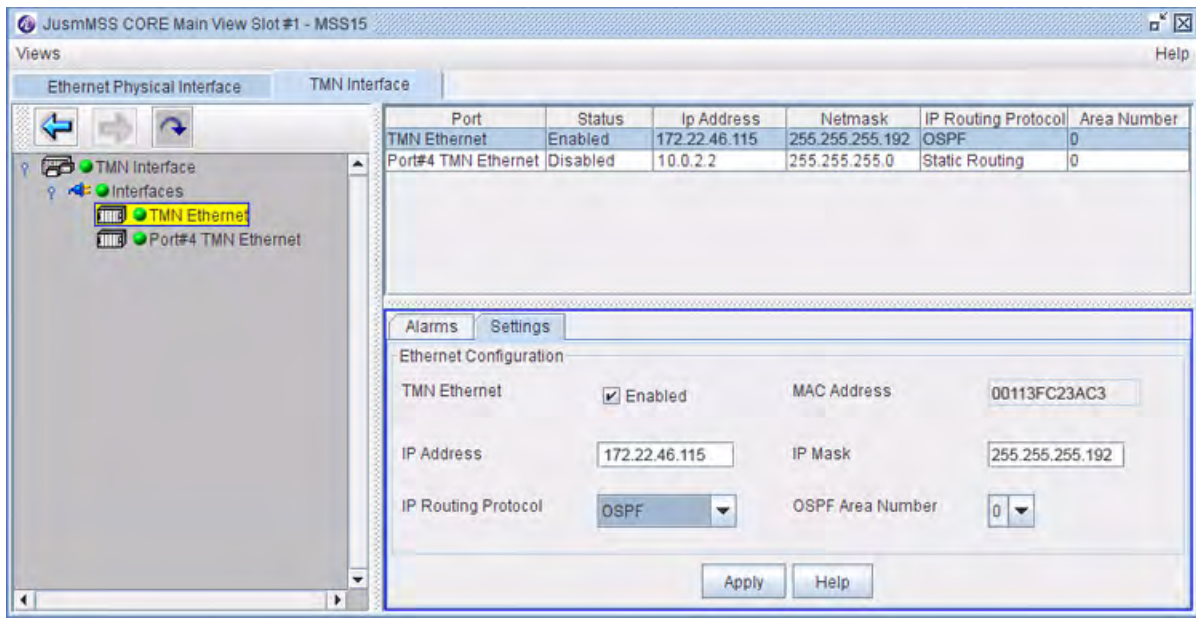 JusmMSS CORE Main View Slot #1 - MSS15
Views Help
Ethernet Physical Interface TMN Interface
Port Status Ip Address Netmask IP Routing Protocol Area Number
TMN Ethernet Enabled 172.22.46.115 255.255.255.192 OSPF 0
Port#4 TMN Ethernet Disabled 10.0.2.2 255.255.255.0 Static Routing 0
TMN Interface
Interfaces
TMN Ethernet
Port#4 TMN Ethernet
Alarms Settings
Ethernet Configuration
TMN Ethernet Enabled MAC Address 00113FC23AC3
IP Address 172.22.46.115 IP Mask 255.255.255.192
IP Routing Protocol OSPF OSPF Area Number 0
Apply Help